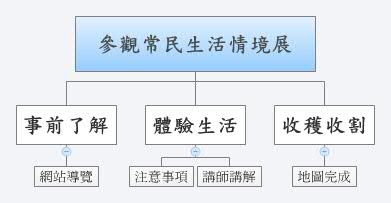 參觀常民生活情境展
事前了解 體驗生活 收穫收割
網站導覽 注意事項 講師講解 地圖完成